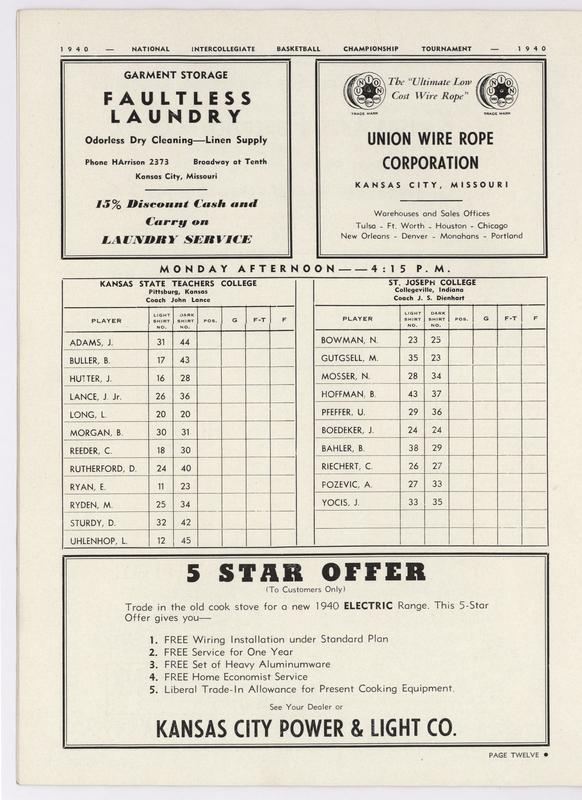 1940 — NATIONAL INTERCOLLEGIATE BASKETBALL CHAMPIONSHIP TOURNAMENT — 1940
GARMENT STORAGE
FAULTLESS
LAUNDRY
Odorless Dry Cleaning—Linen Supply
Phone HArrison 2373 Broadway at Tenth
Kansas City, Missouri
15% Discount Cash and
Carry on
LAUNDRY SERVICE
UNION
The "Ultimate Low
Cost Wire Rope"
UNION
TRADE MARK
TRADE MARK
UNION WIRE ROPE
CORPORATION
KANSAS CITY, MISSOURI
Warehouses and Sales Offices
Tulsa - Ft. Worth - Houston - Chicago
New Orleans - Denver - Monahans - Portland
MONDAY AFTERNOON——4:15 P.M.
KANSAS STATE TEACHERS COLLEGE
Pittsburg, Kansas
Coach John Lance
PLAYER LIGHT SHIRT NO. DARK SHIRT NO. POS. G F-T F
ADAMS, J. 31 44
BULLER, B. 17 43
HUTTER, J. 16 28
LANCE, J. Jr. 26 36
LONG, L. 20 20
MORGAN, B. 30 31
REEDER, C. 18 30
RUTHERFORD, D. 24 40
RYAN, E. 11 23
RYDEN, M. 25 34
STURDY, D. 32 42
UHLENHOP, L. 12 45
ST. JOSEPH COLLEGE
Collegeville, Indiana
Coach J. S. Dienhart
PLAYER LIGHT SHIRT NO. DARK SHIRT NO. POS. G F-T F
BOWMAN, N. 23 25
GUTGSELL, M. 35 23
MOSSER, N. 28 34
HOFFMAN, B. 43 37
PFEFFER, U. 29 36
BOEDEKER, J. 24 24
BAHLER, B. 38 29
RIECHERT, C. 26 27
POZEVIC, A. 27 33
YOCIS, J. 33 35
5 STAR OFFER
(To Customers Only)
Trade in the old cook stove for a new 1940 ELECTRIC Range. This 5-Star
Offer gives you—
1. FREE Wiring Installation under Standard Plan
2. FREE Service for One Year
3. FREE Set of Heavy Aluminumware
4. FREE Home Economist Service
5. Liberal Trade-In Allowance for Present Cooking Equipment.
See Your Dealer or
KANSAS CITY POWER & LIGHT CO.
PAGE TWELVE ●